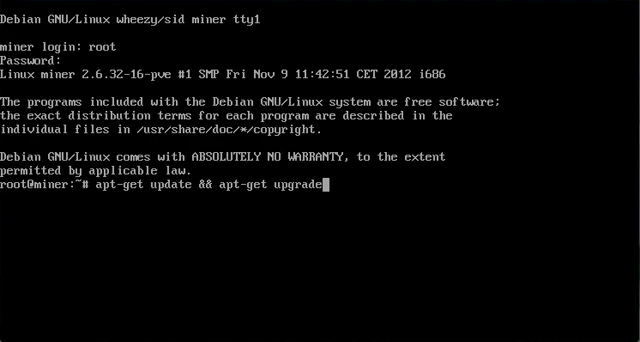 Debian GNU/Linux wheezy/sid miner tty1
miner login: root
Password:
Linux miner 2.6.32-16-pve #1 SMP Fri Nov 9 11:42:51 CET 2012 i686
The programs included with the Debian GNU/Linux system are free software;
the exact distribution terms for each program are described in the
individual files in /usr/share/doc/*/copyright.
Debian GNU/Linux comes with ABSOLUTELY NO WARRANTY, to the extent
permitted by applicable law.
root@miner:~# apt-get update && apt-get upgrade